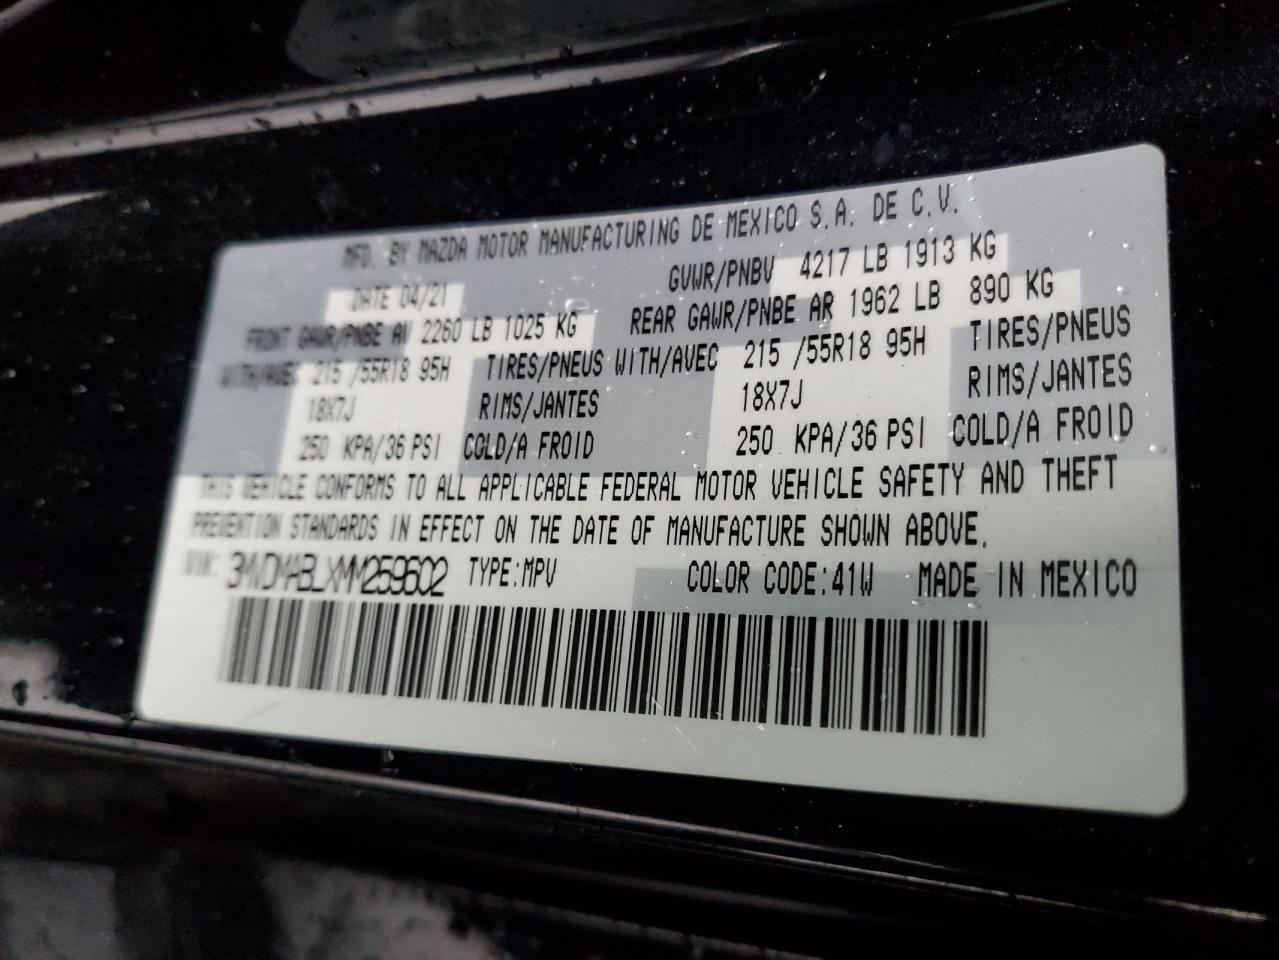 MFD. BY MAZDA MOTOR MANUFACTURING DE MEXICO S.A. DE C.V.
DATE 04/21 GVWR/PNBV 4217 LB 1913 KG
FRONT GAWR/PNBE AV 2260 LB 1025 KG REAR GAWR/PNBE AR 1962 LB 890 KG
WITH/AVEC 215 /55R18 95H TIRES/PNEUS WITH/AVEC 215 /55R18 95H TIRES/PNEUS
18X7J RIMS/JANTES 18X7J RIMS/JANTES
250 KPA/36 PSI COLD/A FROID 250 KPA/36 PSI COLD/A FROID
THIS VEHICLE CONFORMS TO ALL APPLICABLE FEDERAL MOTOR VEHICLE SAFETY AND THEFT
PREVENTION STANDARDS IN EFFECT ON THE DATE OF MANUFACTURE SHOWN ABOVE.
VIN: 3MVDMABLXMM259602 TYPE:MPV COLOR CODE:41W MADE IN MEXICO